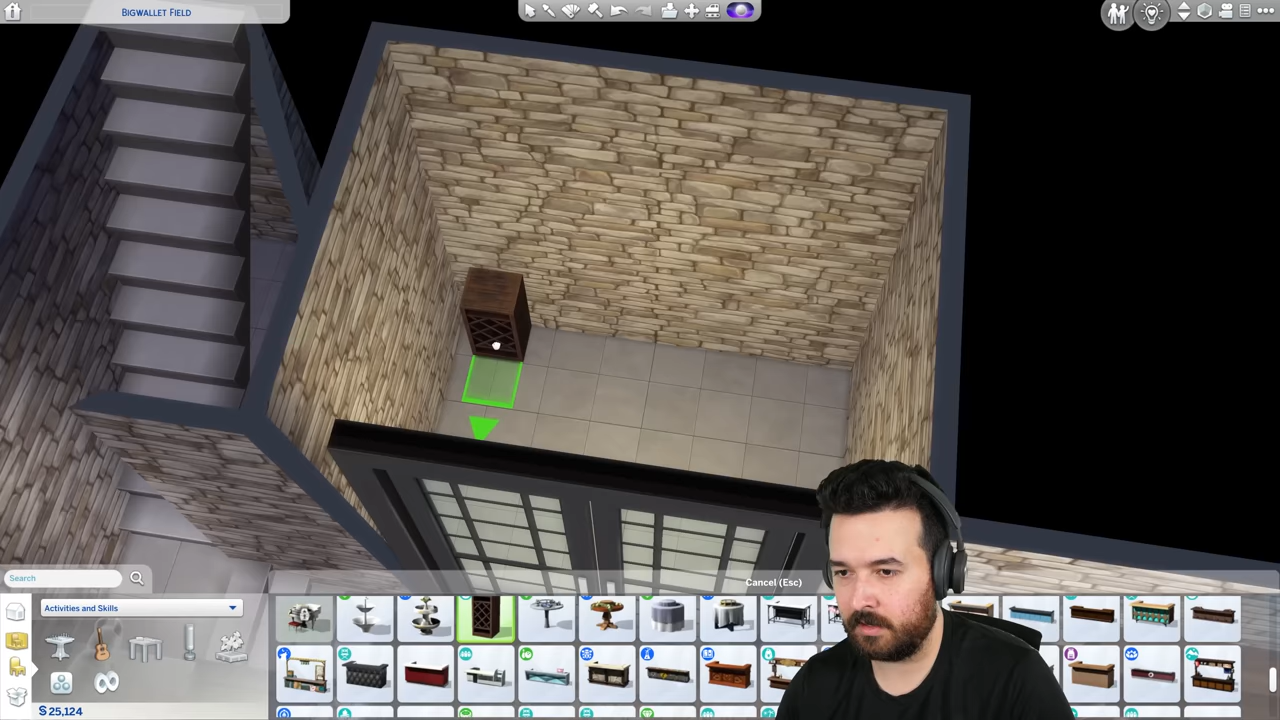 BIGWALLET FIELD
Cancel (Esc)
Search
Activities and Skills
§25,124